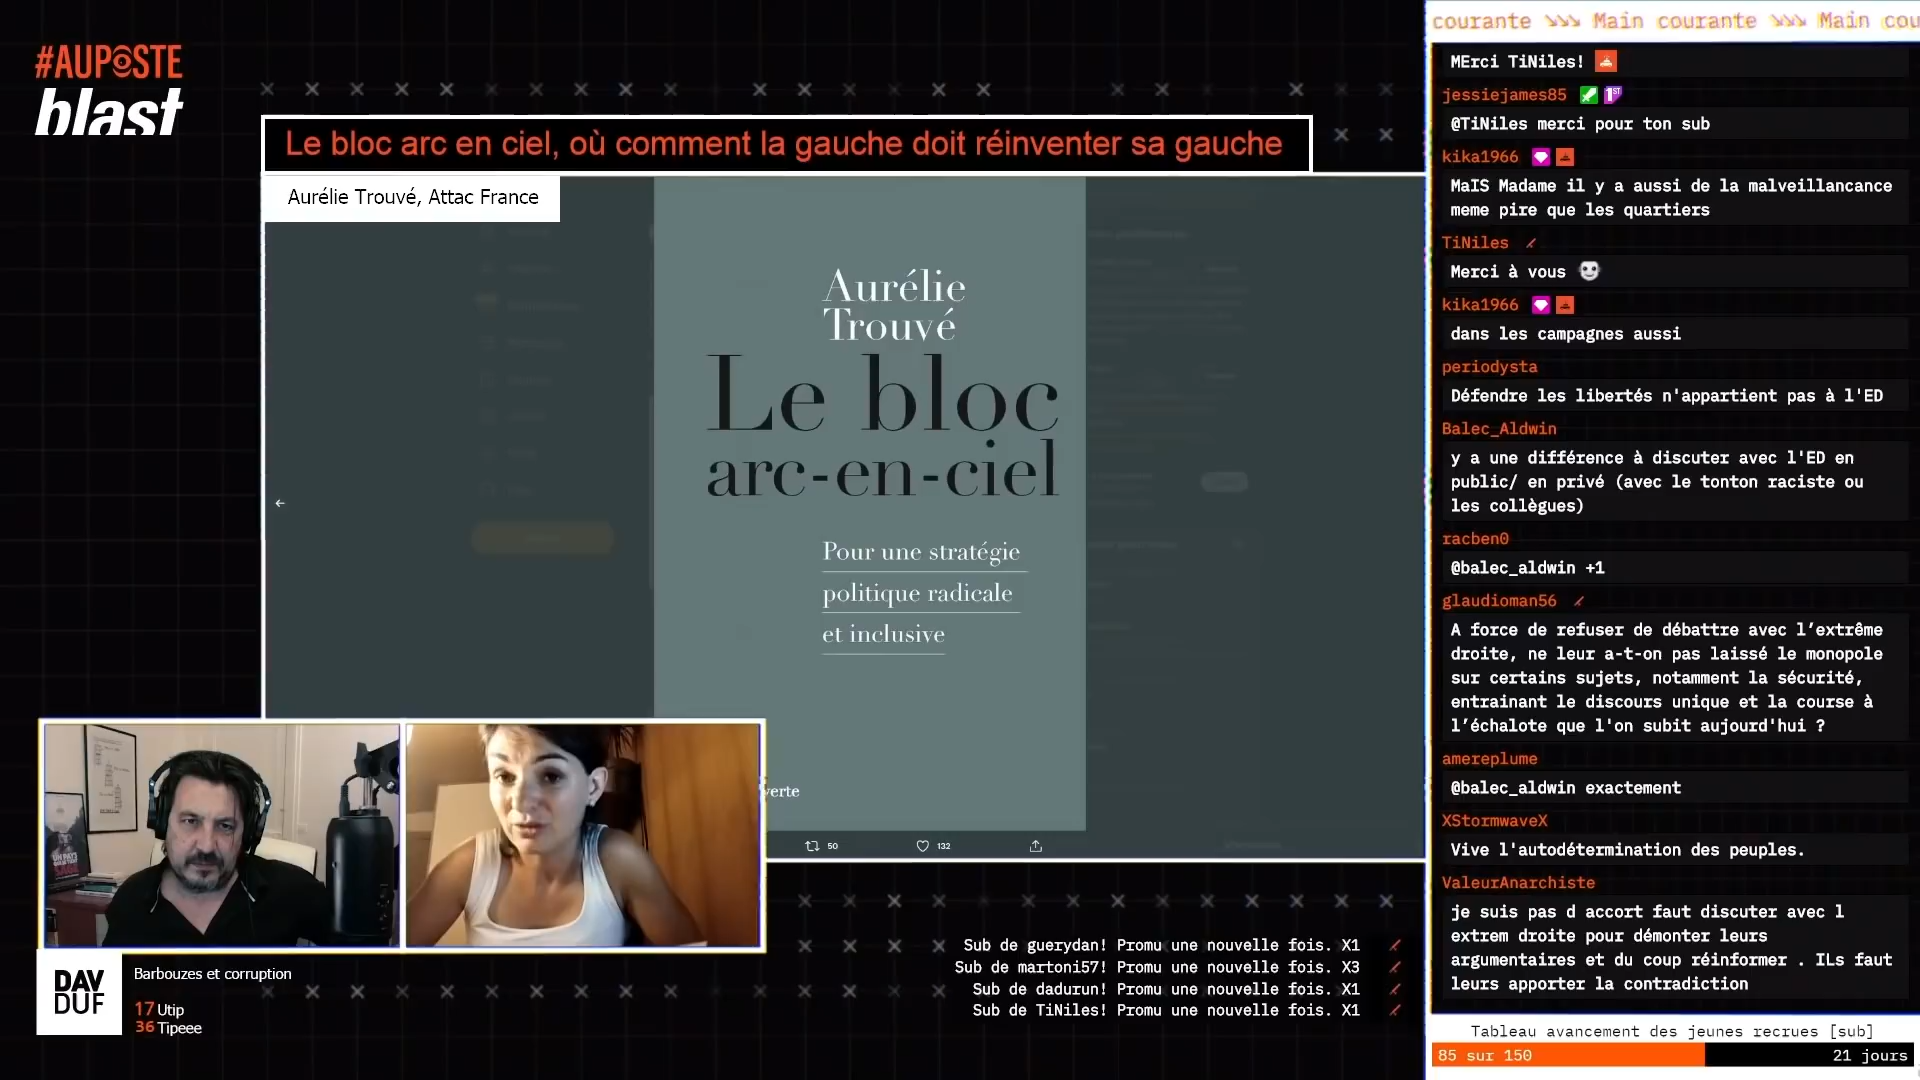 #AUPOSTE
blast
Le bloc arc en ciel, où comment la gauche doit réinventer sa gauche
Aurélie Trouvé, Attac France
Aurélie
Trouvé
Le bloc
arc-en-ciel
Pour une stratégie
politique radicale
et inclusive
verte
50
132
DAV
DUF
Barbouzes et corruption
17 Utip
36 Tipeee
Sub de guerydan! Promu une nouvelle fois. X1
Sub de martoni57! Promu une nouvelle fois. X3
Sub de dadurun! Promu une nouvelle fois. X1
Sub de TiNiles! Promu une nouvelle fois. X1
courante ↘↘↘ Main courante ↘↘↘ Main cou
MErci TiNiles!
jessiejames85
@TiNiles merci pour ton sub
kika1966
MaIS Madame il y a aussi de la malveillancance
meme pire que les quartiers
TiNiles
Merci à vous
kika1966
dans les campagnes aussi
periodysta
Défendre les libertés n'appartient pas à l'ED
Balec_Aldwin
y a une différence à discuter avec l'ED en
public/ en privé (avec le tonton raciste ou
les collègues)
racben0
@balec_aldwin +1
glaudioman56
A force de refuser de débattre avec l’extrême
droite, ne leur a-t-on pas laissé le monopole
sur certains sujets, notamment la sécurité,
entrainant le discours unique et la course à
l’échalote que l'on subit aujourd'hui ?
amereplume
@balec_aldwin exactement
XStormwaveX
Vive l'autodétermination des peuples.
ValeurAnarchiste
je suis pas d accort faut discuter avec l
extrem droite pour démonter leurs
argumentaires et du coup réinformer . ILs faut
leurs apporter la contradiction
Tableau avancement des jeunes recrues [sub]
85 sur 150
21 jours